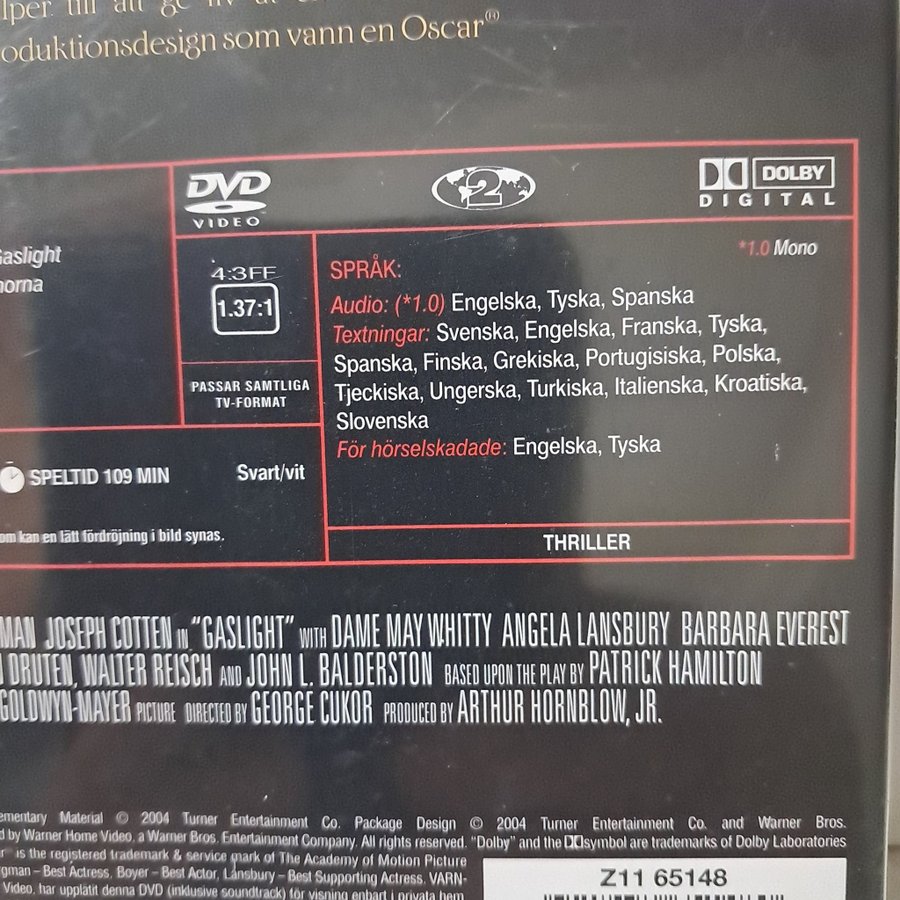 till att ge
oduktionsdesign som vann en Oscar®
DVD
VIDEO
2
DOLBY
DIGITAL
Gaslight
4:3FF
1.37:1
PASSAR SAMTLIGA
TV-FORMAT
SPRÅK:
*1.0 Mono
Audio: (*1.0) Engelska, Tyska, Spanska
Textningar: Svenska, Engelska, Franska, Tyska,
Spanska, Finska, Grekiska, Portugisiska, Polska,
Tjeckiska, Ungerska, Turkiska, Italienska, Kroatiska,
Slovenska
För hörselskadade: Engelska, Tyska
SPELTID 109 MIN
Svart/vit
om kan en lätt fördröjning i bild synas.
THRILLER
MAN JOSEPH COTTEN IN "GASLIGHT" WITH DAME MAY WHITTY ANGELA LANSBURY BARBARA EVEREST
DRUTEN, WALTER REISCH AND JOHN L. BALDERSTON BASED UPON THE PLAY BY PATRICK HAMILTON
GOLDWYN-MAYER PICTURE DIRECTED BY GEORGE CUKOR PRODUCED BY ARTHUR HORNBLOW, JR.
ementary Material © 2004 Turner Entertainment Co. Package Design © 2004 Turner Entertainment Co. and Warner Bros.
d by Warner Home Video, a Warner Bros. Entertainment Company. All rights reserved. "Dolby" and the symbol are trademarks of Dolby Laboratories
r" is the registered trademark & service mark of The Academy of Motion Picture
rgman – Best Actress, Boyer – Best Actor, Lansbury – Best Supporting Actress. VARN-
Video, har upplåtit denna DVD (inklusive soundtrack) för visning enbart i privata hem
Z11 65148